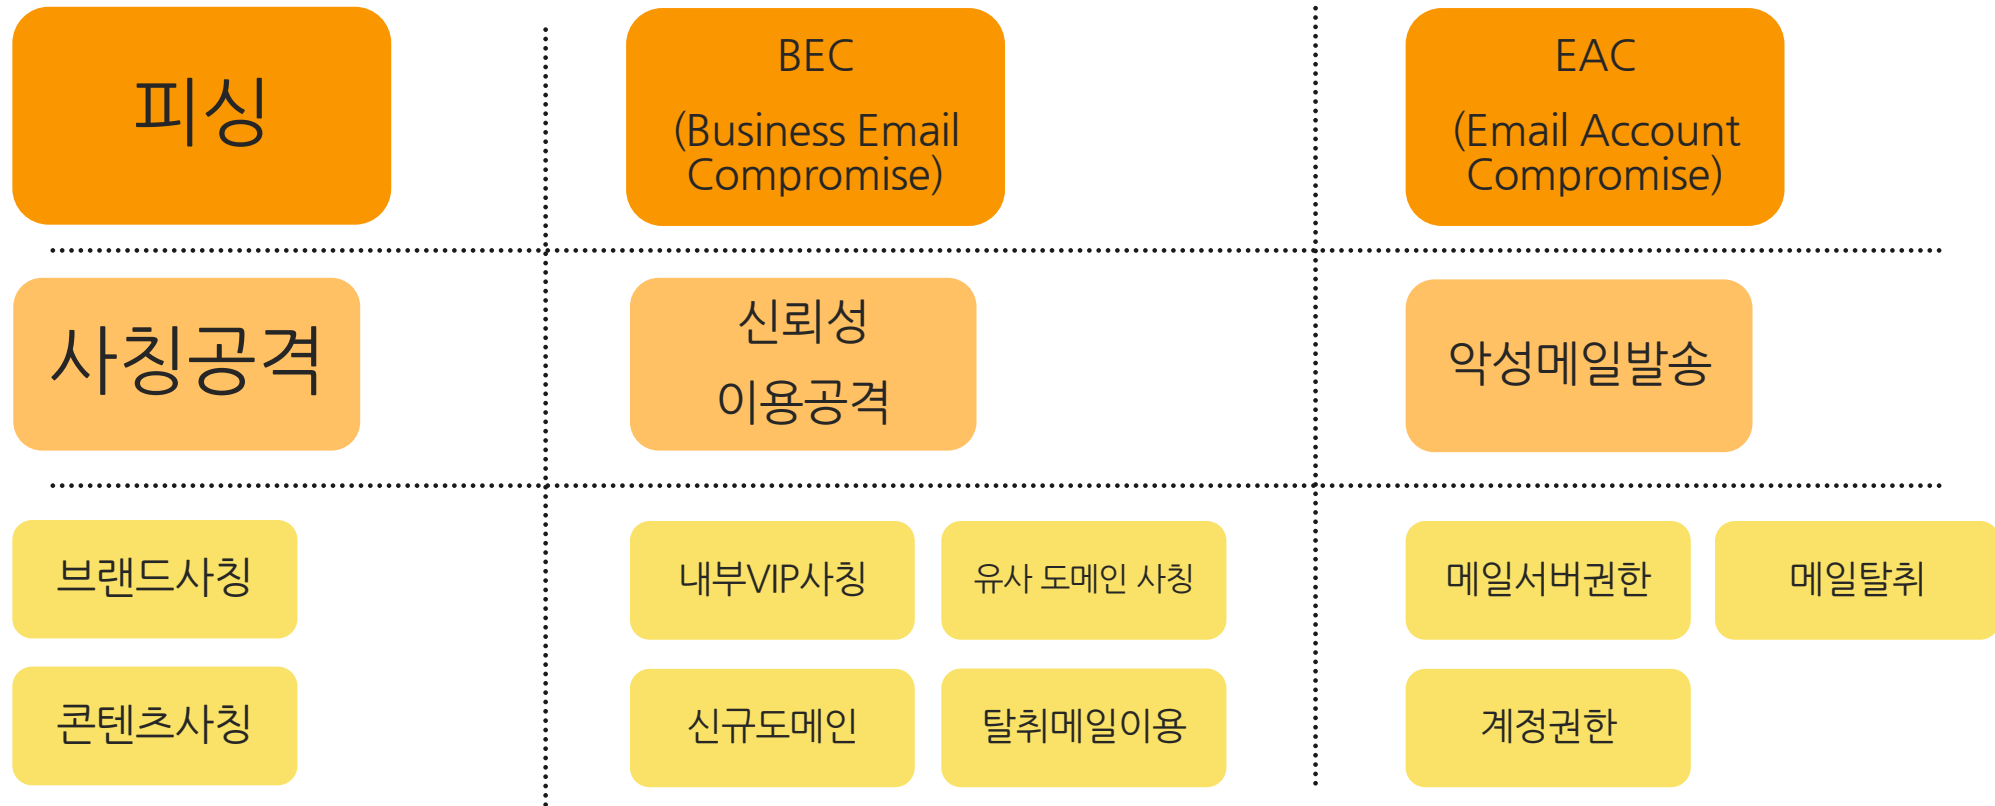 피싱
BEC
(Business Email
Compromise)
EAC
(Email Account
Compromise)
사칭공격
신뢰성
이용공격
악성메일발송
브랜드사칭
내부VIP사칭
유사 도메인 사칭
메일서버권한
메일탈취
콘텐츠사칭
신규도메인
탈취메일이용
계정권한